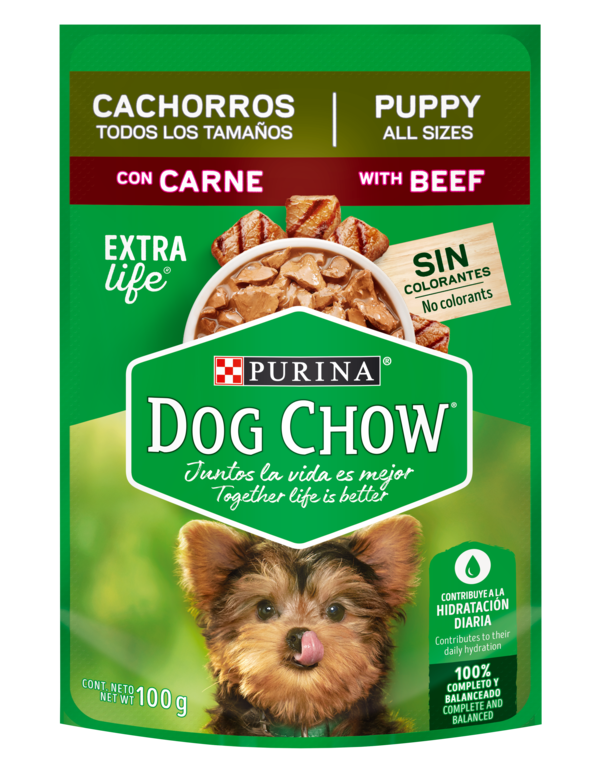 CACHORROS
TODOS LOS TAMAÑOS
PUPPY
ALL SIZES
CON CARNE
WITH BEEF
EXTRA
life®
SIN
COLORANTES
No colorants
PURINA®
DOG CHOW®
Juntos la vida es mejor
Together life is better
CONTRIBUYE A LA
HIDRATACIÓN
DIARIA
Contributes to their
daily hydration
100%
COMPLETO Y
BALANCEADO
COMPLETE AND
BALANCED
CONT. NETO
NET WT 100 g